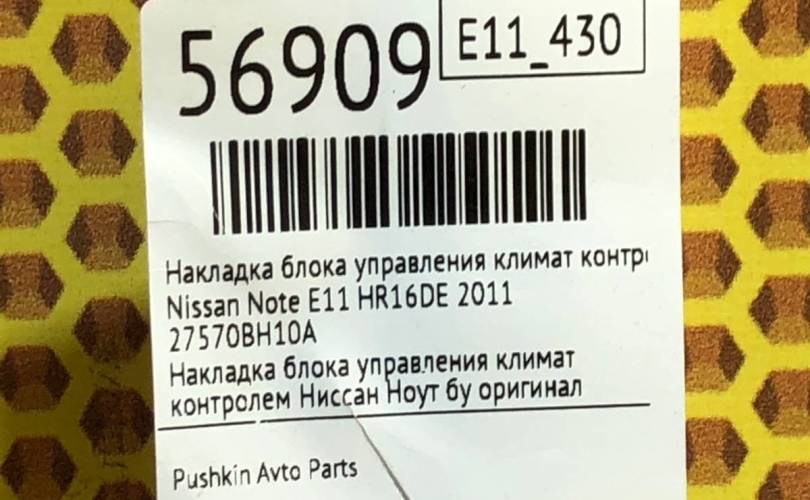 56909
E11_430
Накладка блока управления климат контр
Nissan Note E11 HR16DE 2011
27570BH10A
Накладка блока управления климат
контролем Ниссан Ноут бу оригинал
Pushkin Avto Parts